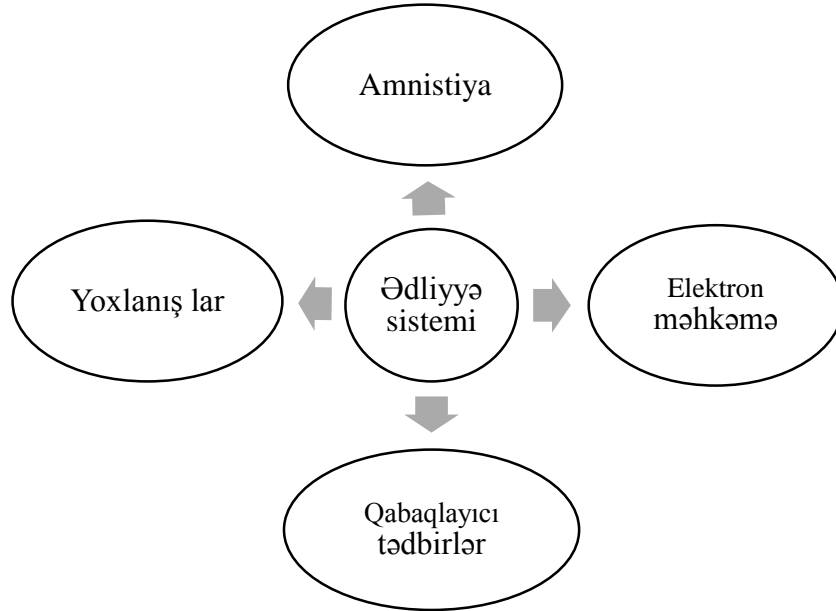 Amnistiya
Yoxlanış lar
Ədliyyə
sistemi
Elektron
məhkəmə
Qabaqlayıcı
tədbirlər